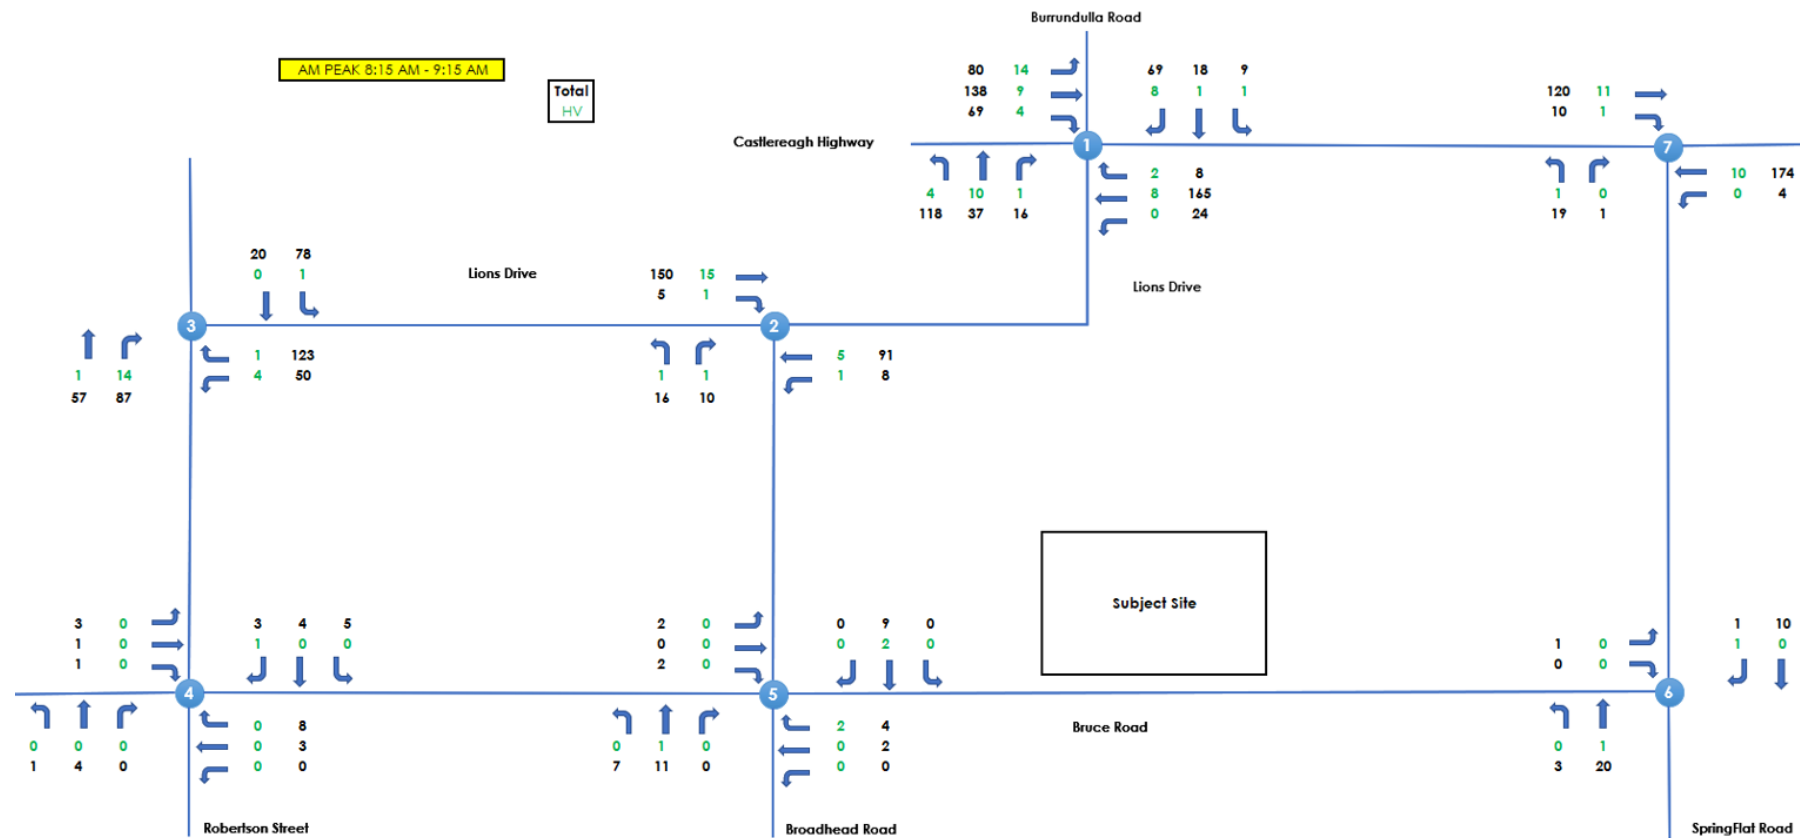 Burrundulla Road
AM PEAK 8:15 AM - 9:15 AM
Total
HV
80 14
138 9
69 4
69 18 9
8 1 1
120 11
10 1
Castlereagh Highway
1
7
2 8
8 165
0 24
4 10 1
118 37 16
10 174
0 4
1 0
19 1
20 78
0 1
Lions Drive
150 15
5 1
Lions Drive
3
2
1 123
4 50
1 14
57 87
5 91
1 8
1 1
16 10
Subject Site
3 0
1 0
1 0
3 4 5
1 0 0
2 0
0 0
2 0
0 9 0
0 2 0
1 0
0 0
1 10
1 0
4
5
6
0 8
0 3
0 0
0 0 0
1 4 0
2 4
0 2
0 0
0 1 0
7 11 0
Bruce Road
0 1
3 20
Robertson Street
Broadhead Road
SpringFlat Road